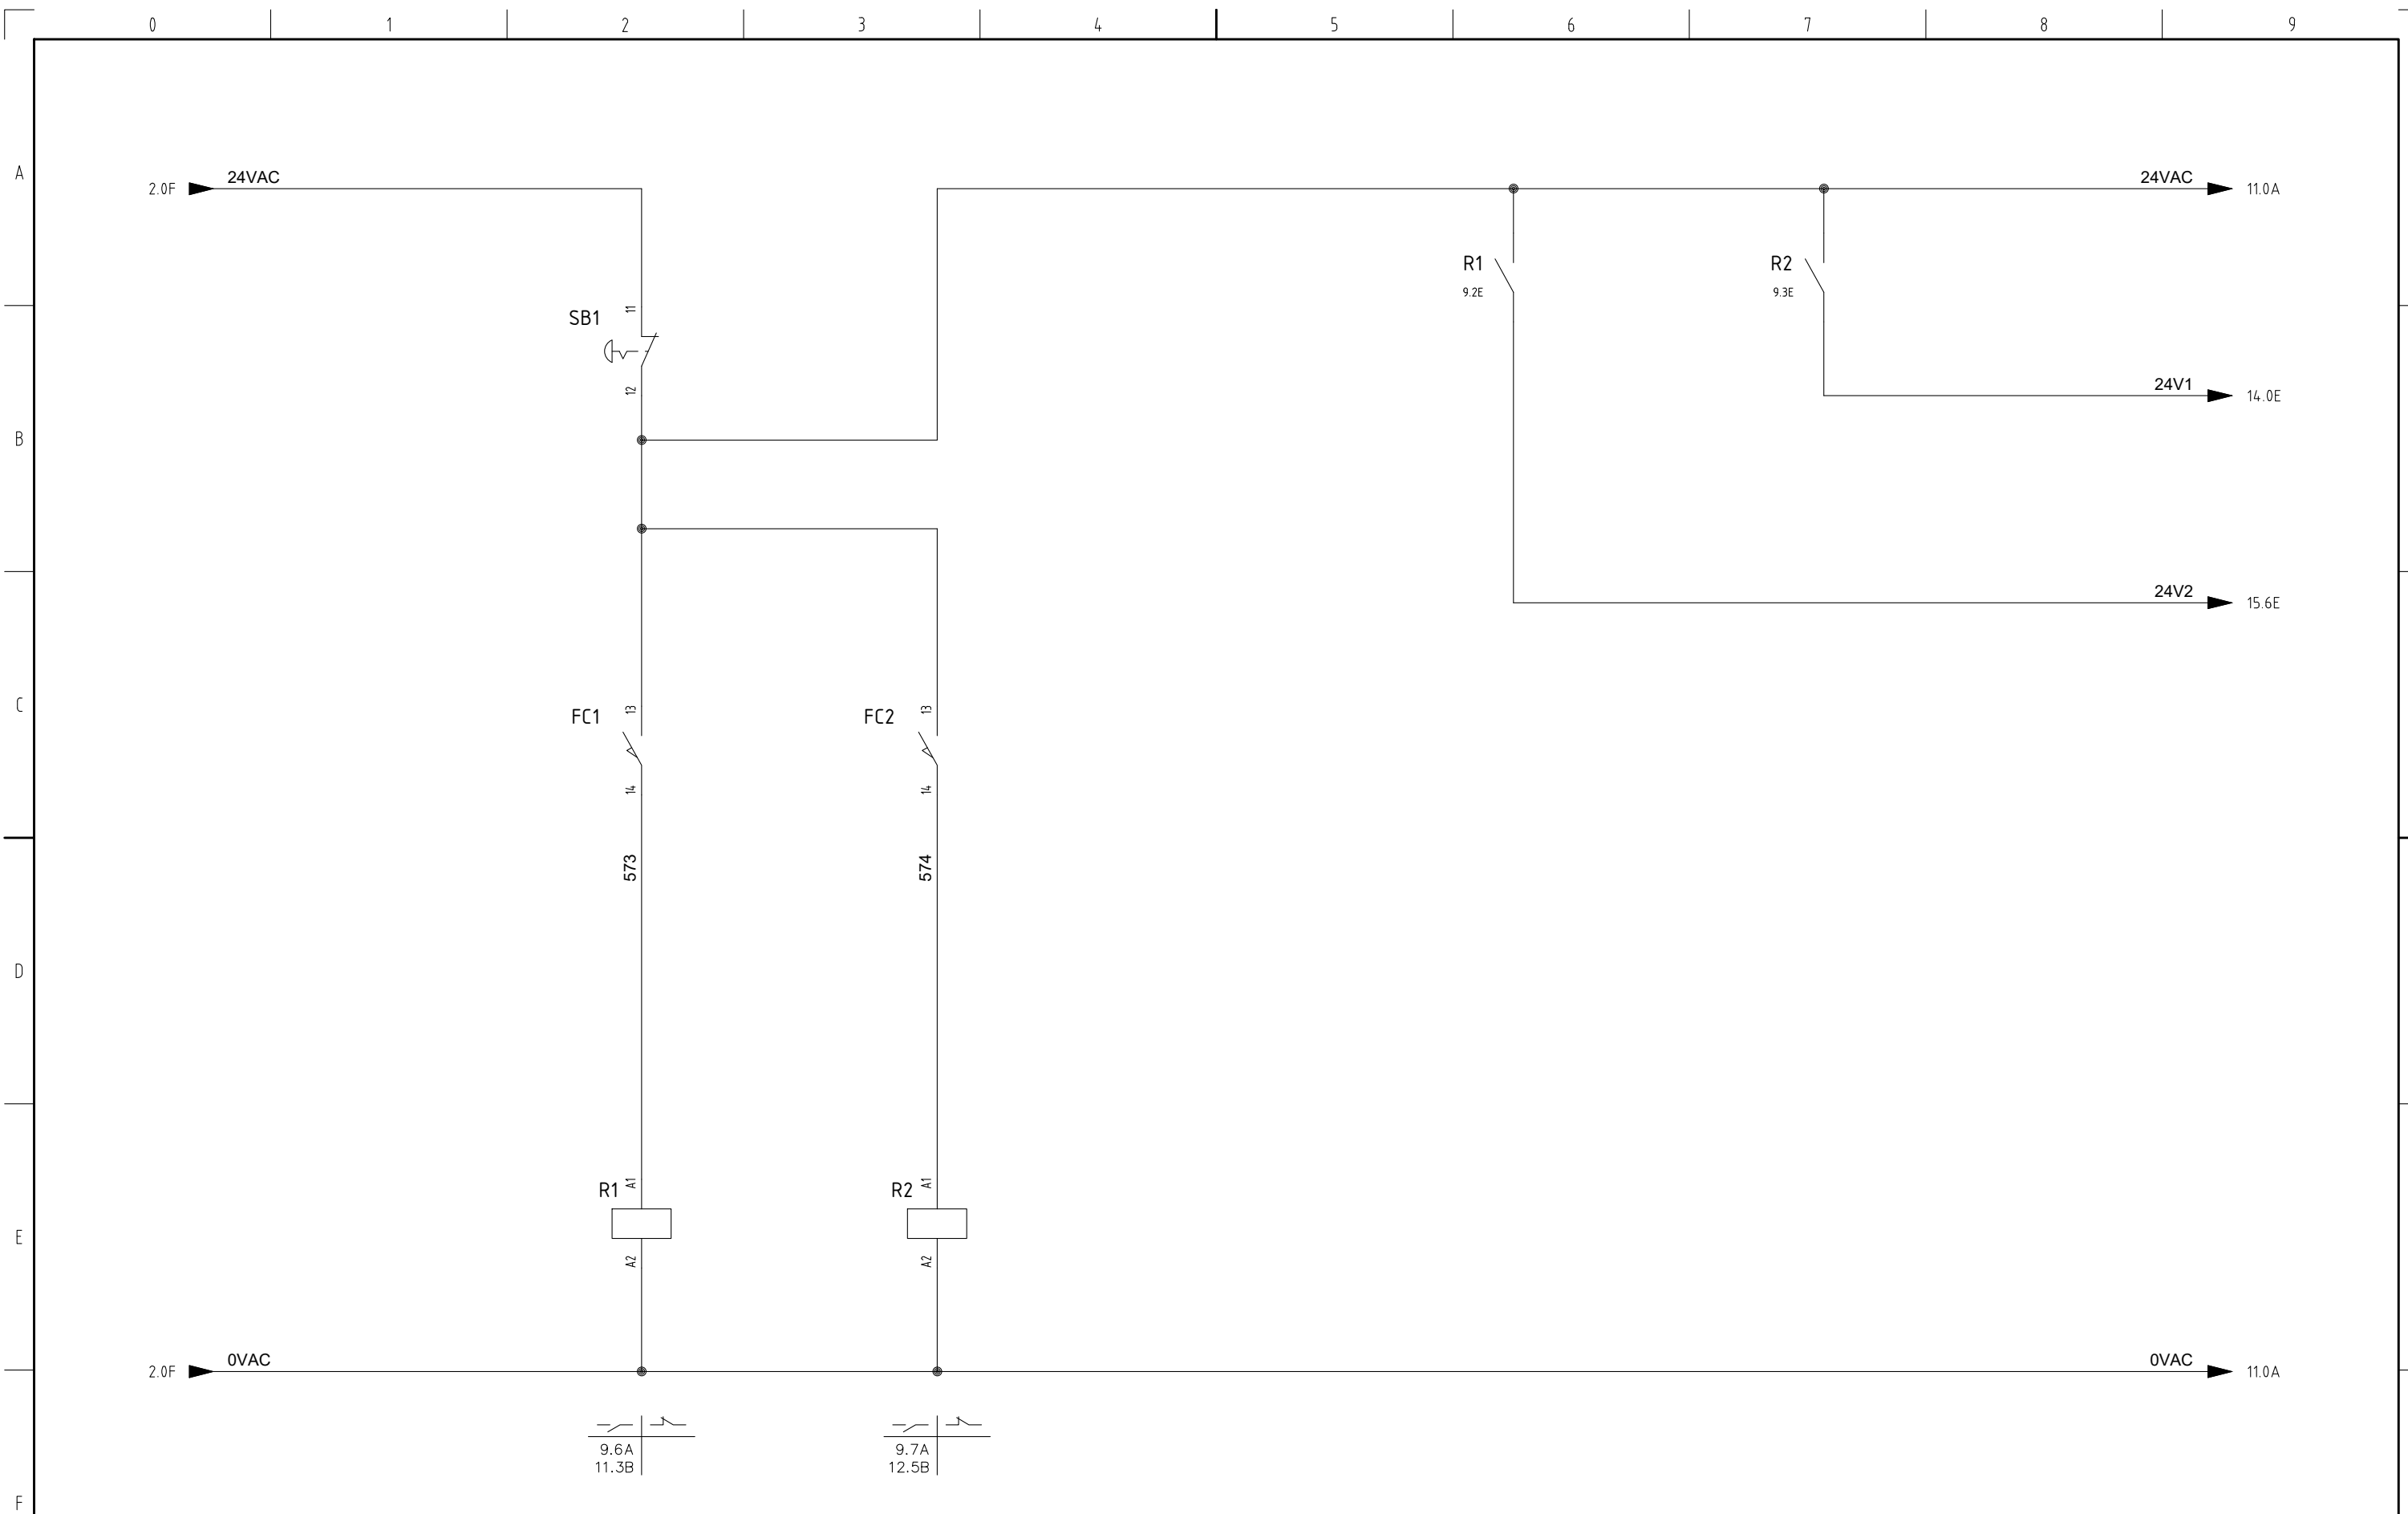 0 1 2 3 4 5 6 7 8 9
A
2.0F 24VAC
24VAC 11.0A
R1
9.2E
R2
9.3E
11
SB1
12
24V1 14.0E
B
24V2 15.6E
C
FC1 13
FC2 13
14
14
573
574
D
R1 A1
R2 A1
E
A2
A2
2.0F 0VAC
0VAC 11.0A
9.6A
11.3B
9.7A
12.5B
F